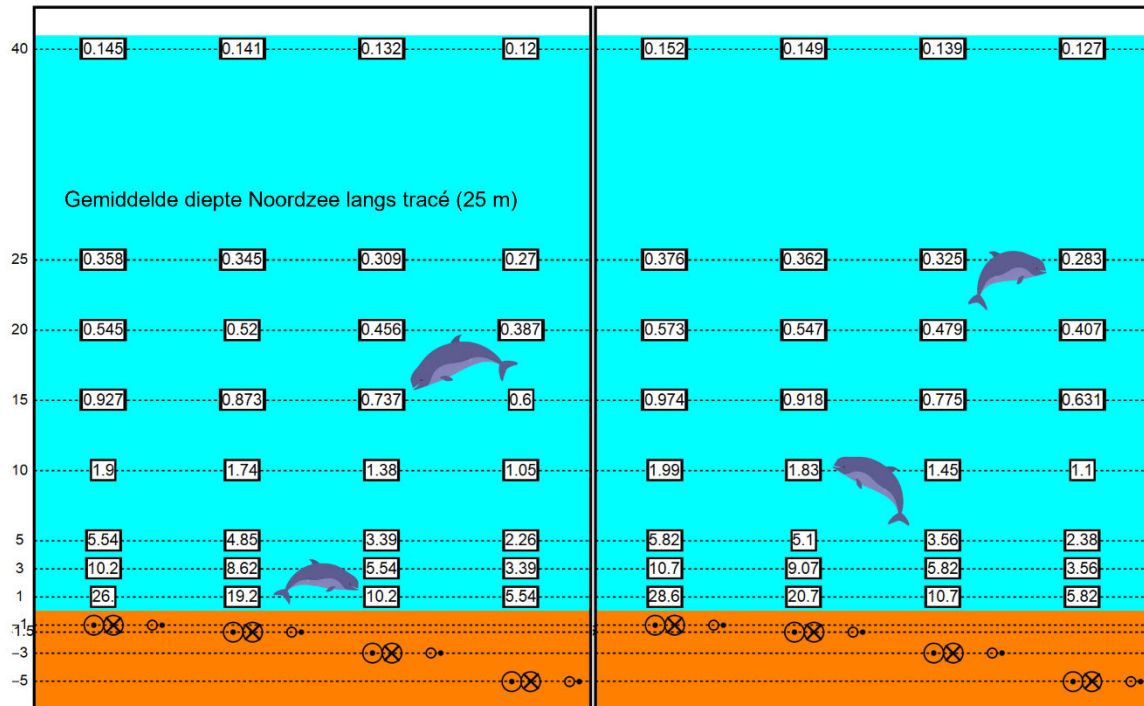 40 0.145 0.141 0.132 0.12 0.152 0.149 0.139 0.127
Gemiddelde diepte Noordzee langs tracé (25 m)
25 0.358 0.345 0.309 0.27 0.376 0.362 0.325 0.283
20 0.545 0.52 0.456 0.387 0.573 0.547 0.479 0.407
15 0.927 0.873 0.737 0.6 0.974 0.918 0.775 0.631
10 1.9 1.74 1.38 1.05 1.99 1.83 1.45 1.1
5 5.54 4.85 3.39 2.26 5.82 5.1 3.56 2.38
3 10.2 8.62 5.54 3.39 10.7 9.07 5.82 3.56
1 26. 19.2 10.2 5.54 28.6 20.7 10.7 5.82
-1
-1.5
-3
-5